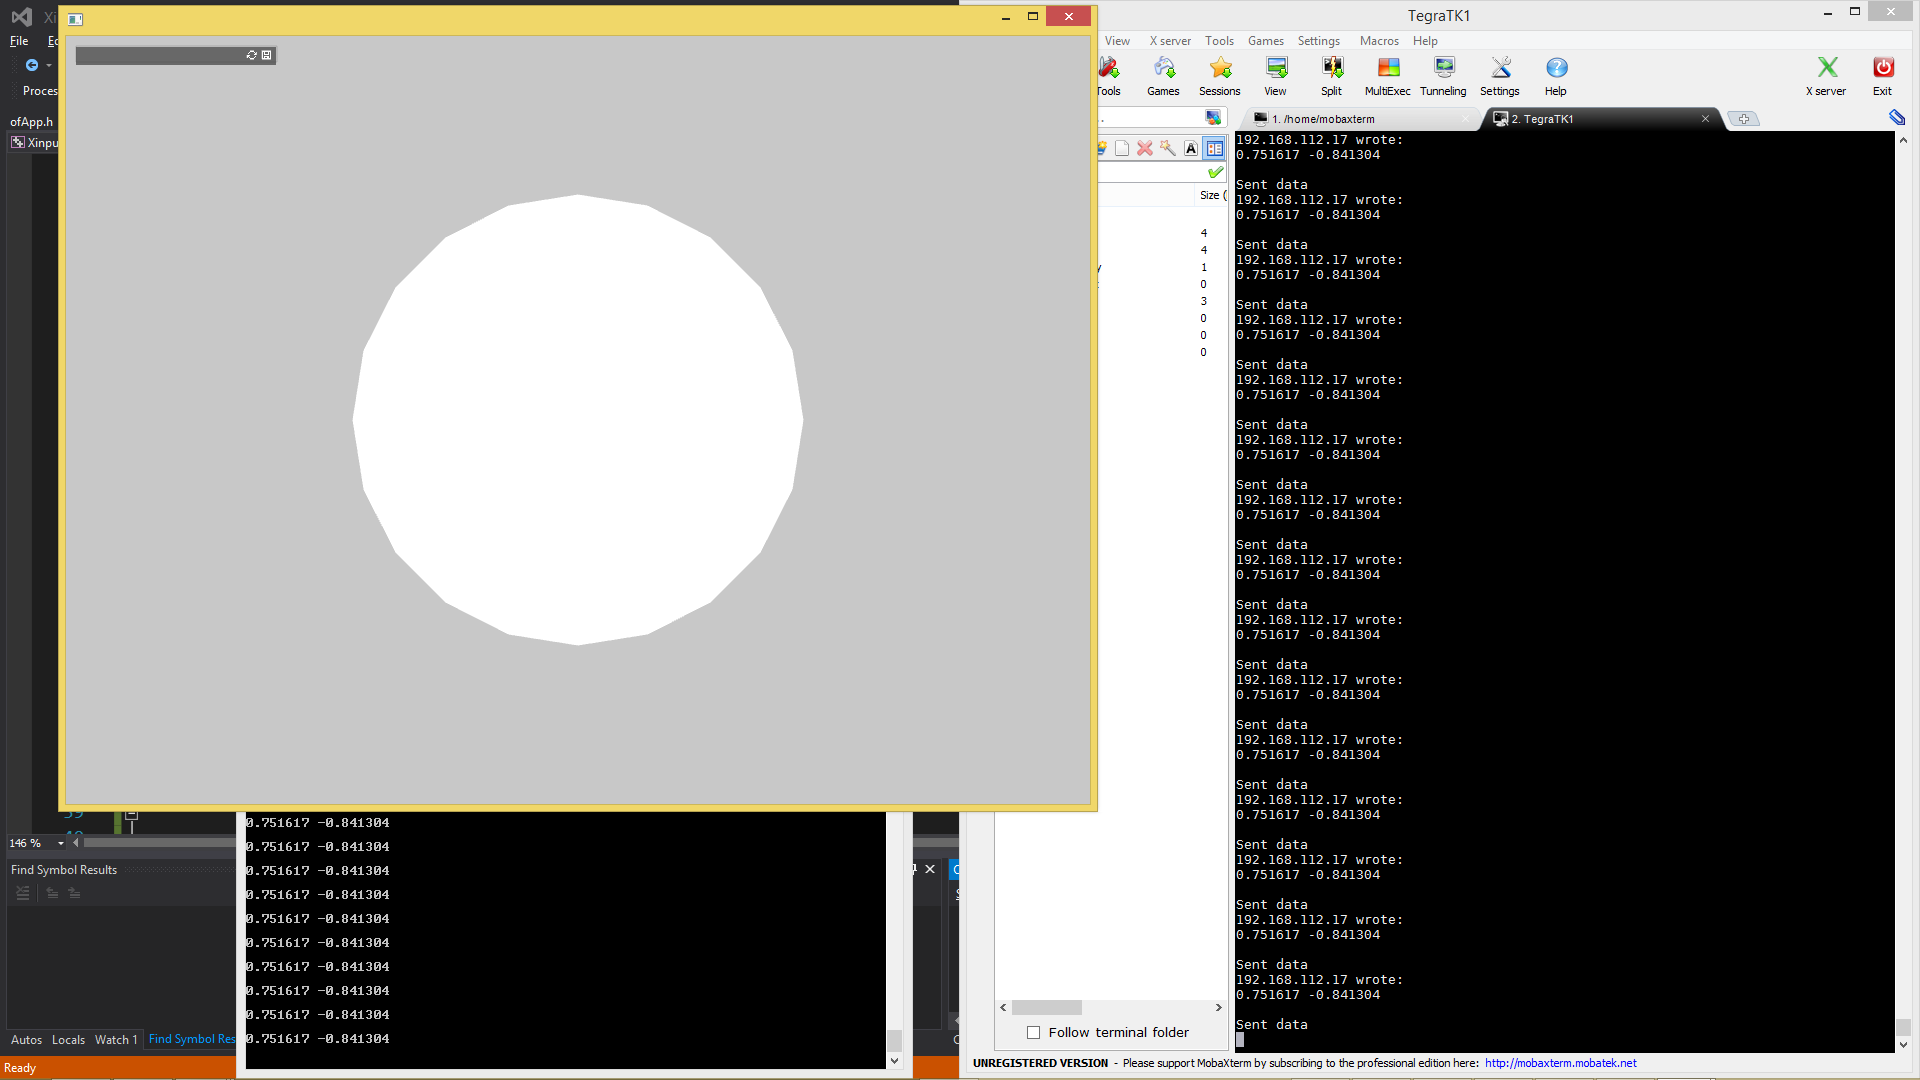 Xi
File
Ec
Proces
ofApp.h
Xinpu
39
40
146 %
Find Symbol Results
Autos
Locals
Watch 1
Find Symbol Res
Ready
0.751617 -0.841304
0.751617 -0.841304
0.751617 -0.841304
0.751617 -0.841304
0.751617 -0.841304
0.751617 -0.841304
0.751617 -0.841304
0.751617 -0.841304
0.751617 -0.841304
0.751617 -0.841304
TegraTK1
View
X server
Tools
Games
Settings
Macros
Help
Tools
Games
Sessions
View
Split
MultiExec
Tunneling
Settings
Help
X server
Exit
1. /home/mobaxterm
2. TegraTK1
Size (
4
4
1
0
3
0
0
0
Follow terminal folder
192.168.112.17 wrote:
0.751617 -0.841304
Sent data
192.168.112.17 wrote:
0.751617 -0.841304
Sent data
192.168.112.17 wrote:
0.751617 -0.841304
Sent data
192.168.112.17 wrote:
0.751617 -0.841304
Sent data
192.168.112.17 wrote:
0.751617 -0.841304
Sent data
192.168.112.17 wrote:
0.751617 -0.841304
Sent data
192.168.112.17 wrote:
0.751617 -0.841304
Sent data
192.168.112.17 wrote:
0.751617 -0.841304
Sent data
192.168.112.17 wrote:
0.751617 -0.841304
Sent data
192.168.112.17 wrote:
0.751617 -0.841304
Sent data
192.168.112.17 wrote:
0.751617 -0.841304
Sent data
192.168.112.17 wrote:
0.751617 -0.841304
Sent data
192.168.112.17 wrote:
0.751617 -0.841304
Sent data
192.168.112.17 wrote:
0.751617 -0.841304
Sent data
192.168.112.17 wrote:
0.751617 -0.841304
Sent data
UNREGISTERED VERSION - Please support MobaXterm by subscribing to the professional edition here: http://mobaxterm.mobatek.net